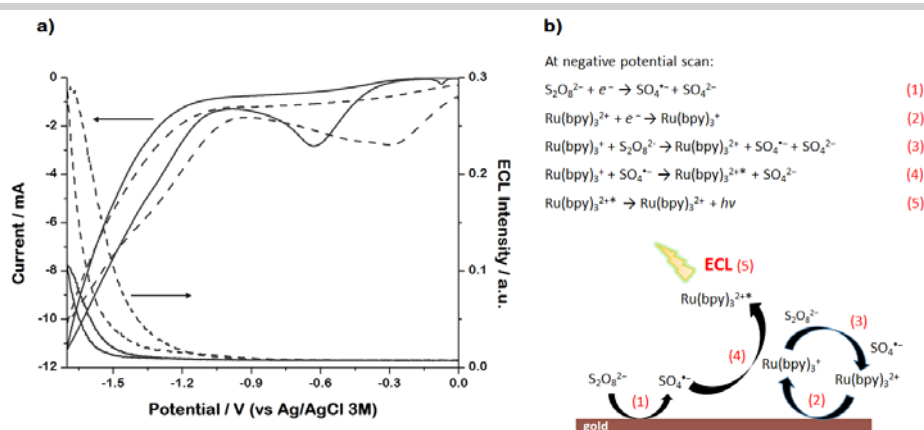 a)
0
-2
-4
-6
-8
-10
-12
Current / mA
-1.5
-1.2
-0.9
-0.6
-0.3
0.0
Potential / V (vs Ag/AgCl 3M)
0.3
0.2
0.1
0.0
ECL Intensity / a.u.
b)
At negative potential scan:
S₂O₈²⁻ + e⁻ → SO₄•⁻ + SO₄²⁻ (1)
Ru(bpy)₃²⁺ + e⁻ → Ru(bpy)₃⁺ (2)
Ru(bpy)₃⁺ + S₂O₈²⁻ → Ru(bpy)₃²⁺ + SO₄•⁻ + SO₄²⁻ (3)
Ru(bpy)₃⁺ + SO₄•⁻ → Ru(bpy)₃²⁺* + SO₄²⁻ (4)
Ru(bpy)₃²⁺* → Ru(bpy)₃²⁺ + hν (5)
ECL (5)
Ru(bpy)₃²⁺*
S₂O₈²⁻
(3)
SO₄•⁻
(4)
Ru(bpy)₃⁺
Ru(bpy)₃²⁺
S₂O₈²⁻
SO₄•⁻
(1)
(2)
gold